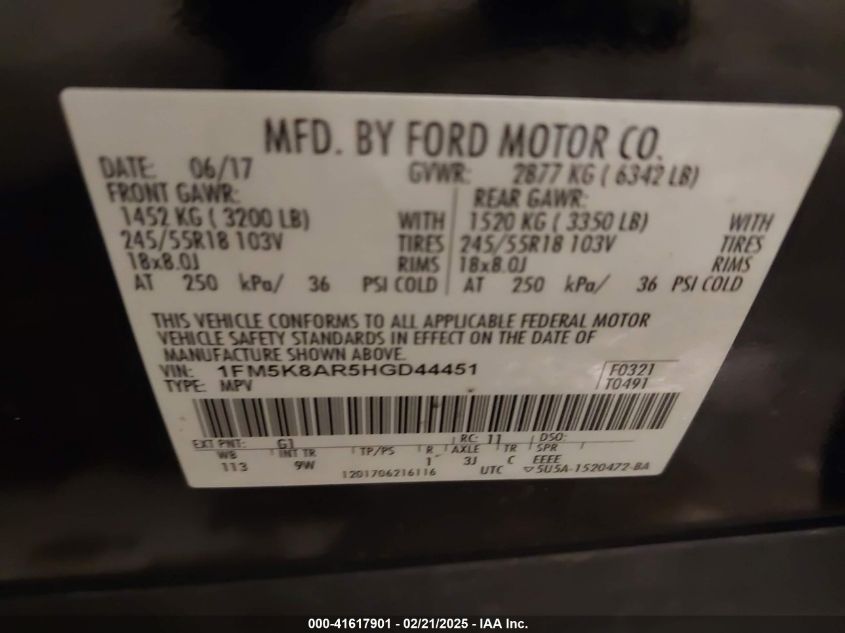 MFD. BY FORD MOTOR CO.
DATE: 06/17 GVWR: 2877 KG ( 6342 LB)
FRONT GAWR: REAR GAWR:
1452 KG ( 3200 LB) WITH 1520 KG ( 3350 LB) WITH
245/55R18 103V TIRES 245/55R18 103V TIRES
18x8.0J RIMS 18x8.0J RIMS
AT 250 kPa/ 36 PSI COLD AT 250 kPa/ 36 PSI COLD
THIS VEHICLE CONFORMS TO ALL APPLICABLE FEDERAL MOTOR
VEHICLE SAFETY STANDARDS IN EFFECT ON THE DATE OF
MANUFACTURE SHOWN ABOVE.
VIN: 1FM5K8AR5HGD44451 F0321
TYPE: MPV T0491
EXT PNT: G1 RC: 11 DSO:
WB INT TR TP/PS R AXLE TR SPR
113 9W 1 3J C EEEE
1201706216116 UTC ▽5U5A-1520472-BA
000-41617901 - 02/21/2025 - IAA Inc.